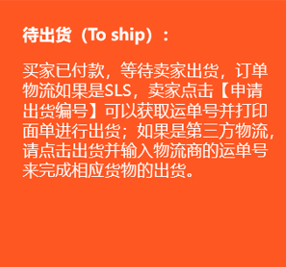 待出货（To ship）：
买家已付款，等待卖家出货，订单
物流如果是SLS，卖家点击【申请
出货编号】可以获取运单号并打印
面单进行出货；如果是第三方物流，
请点击出货并输入物流商的运单号
来完成相应货物的出货。